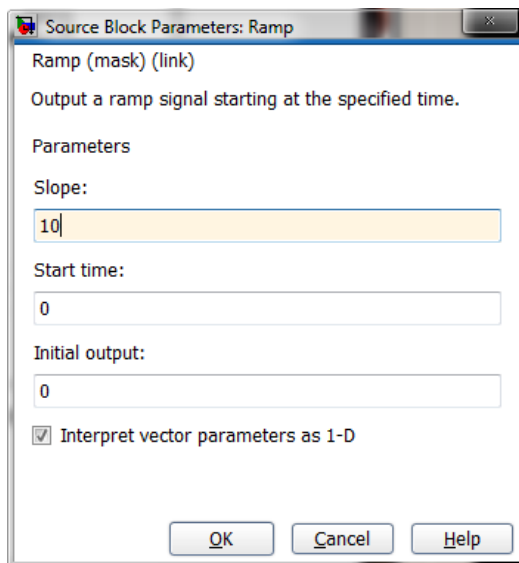 Source Block Parameters: Ramp
Ramp (mask) (link)
Output a ramp signal starting at the specified time.
Parameters
Slope:
10
Start time:
0
Initial output:
0
Interpret vector parameters as 1-D
OK Cancel Help